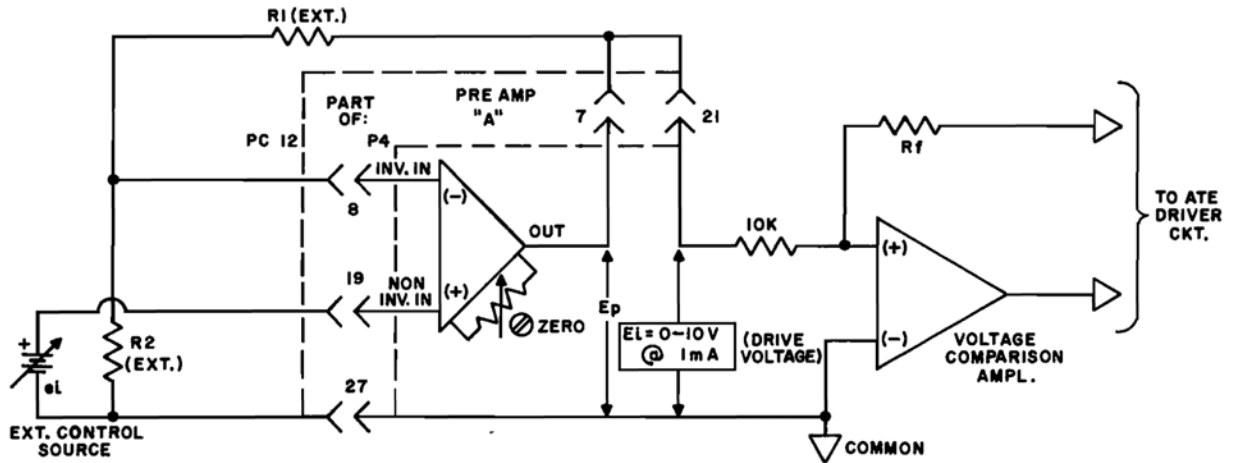 R1 (EXT.)
PRE AMP
"A"
PART
OF:
PC 12
P4
7
21
INV. IN
8
(-)
OUT
19
NON
INV. IN
(+)
ZERO
Ep
Ei = 0-10V
@ 1mA
(DRIVE
VOLTAGE)
10K
Rf
(+)
(-)
VOLTAGE
COMPARISON
AMPL.
TO ATE
DRIVER
CKT.
+
ei
R2
(EXT.)
27
EXT. CONTROL
SOURCE
COMMON